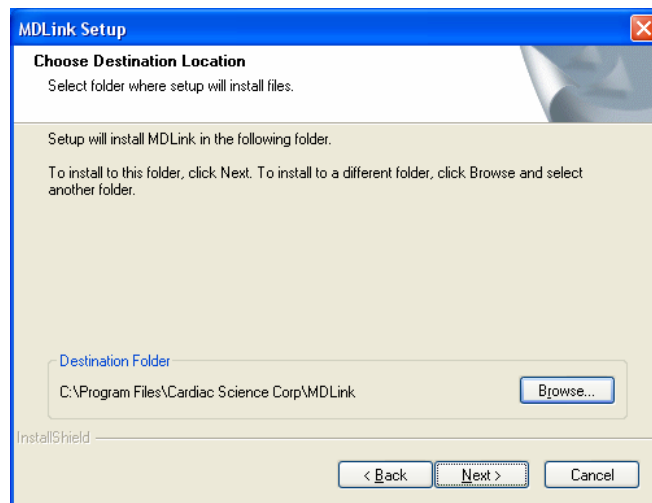 MDLink Setup
Choose Destination Location
Select folder where setup will install files.
Setup will install MDLink in the following folder.
To install to this folder, click Next. To install to a different folder, click Browse and select
another folder.
Destination Folder
C:\Program Files\Cardiac Science Corp\MDLink
Browse...
InstallShield
< Back
Next >
Cancel